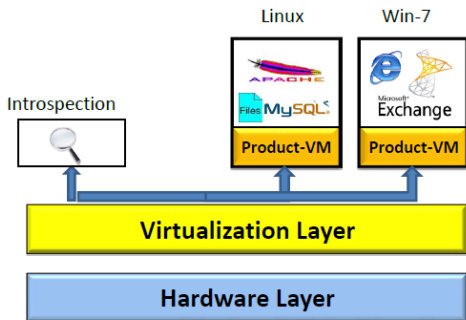 Linux
Win-7
APACHE
Files
MySQL
Microsoft
Exchange
Introspection
Product-VM
Product-VM
Virtualization Layer
Hardware Layer